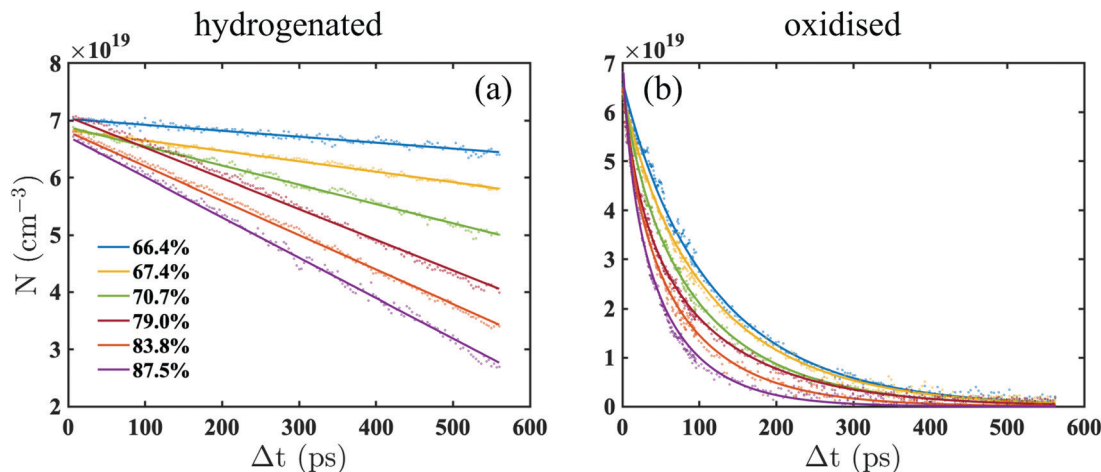 hydrogenated
oxidised
×10^19
8
7
6
5
4
3
2
N (cm^−3)
(a)
66.4%
67.4%
70.7%
79.0%
83.8%
87.5%
0 100 200 300 400 500 600
Δt (ps)
×10^19
7
6
5
4
3
2
1
0
(b)
0 100 200 300 400 500 600
Δt (ps)